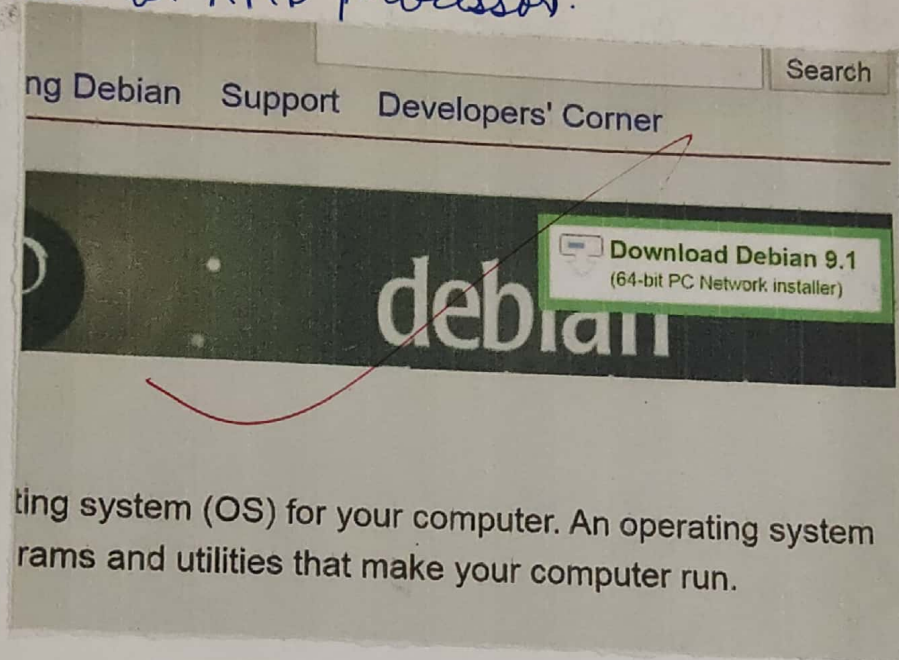 Search
ng Debian Support Developers' Corner
Download Debian 9.1
(64-bit PC Network installer)
debian
ting system (OS) for your computer. An operating system
rams and utilities that make your computer run.